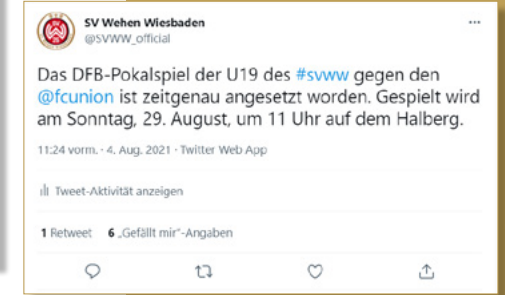 SV Wehen Wiesbaden
@SVWW_official
Das DFB-Pokalspiel der U19 des #svww gegen den
@fcunion ist zeitgenau angesetzt worden. Gespielt wird
am Sonntag, 29. August, um 11 Uhr auf dem Halberg.
11:24 vorm. · 4. Aug. 2021 · Twitter Web App
Tweet-Aktivität anzeigen
1 Retweet 6 „Gefällt mir“-Angaben